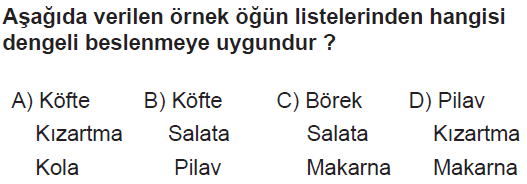 Aşağıda verilen örnek öğün listelerinden hangisi
dengeli beslenmeye uygundur ?
A) Köfte B) Köfte C) Börek D) Pilav
Kızartma Salata Salata Kızartma
Kola Pilav Makarna Makarna